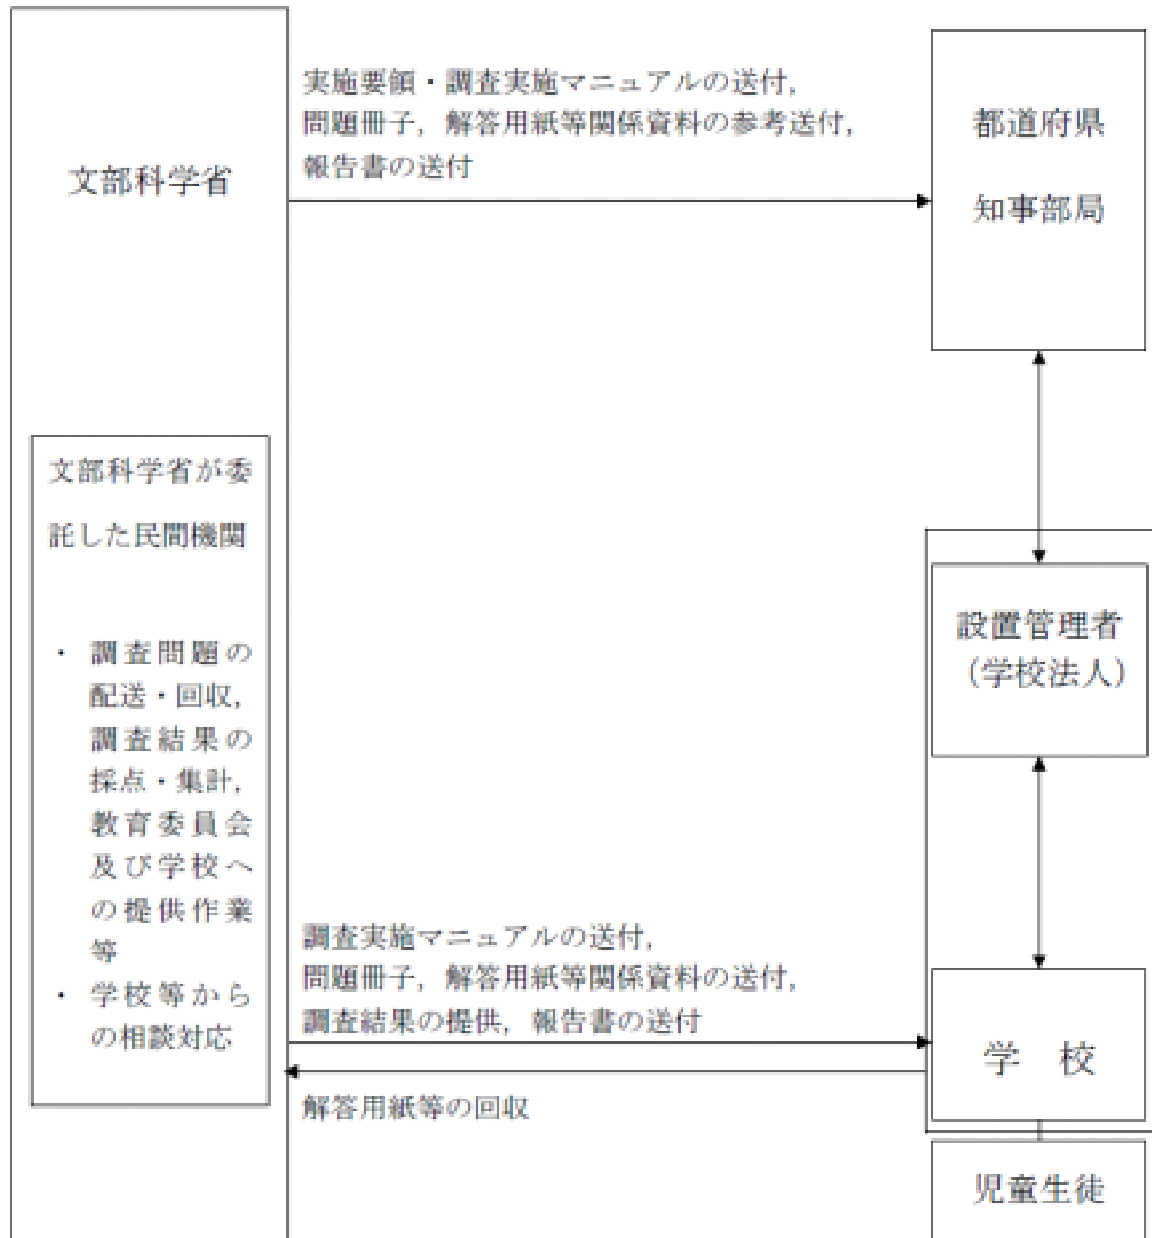 文部科学省
実施要領・調査実施マニュアルの送付，
問題冊子，解答用紙等関係資料の参考送付，
報告書の送付
都道府県
知事部局
文部科学省が委
託した民間機関
・ 調査問題の
配送・回収，
調査結果の
採点・集計，
教育委員会
及び学校へ
の提供作業
等
・ 学校等から
の相談対応
設置管理者
（学校法人）
調査実施マニュアルの送付，
問題冊子，解答用紙等関係資料の送付，
調査結果の提供，報告書の送付
解答用紙等の回収
学　校
児童生徒